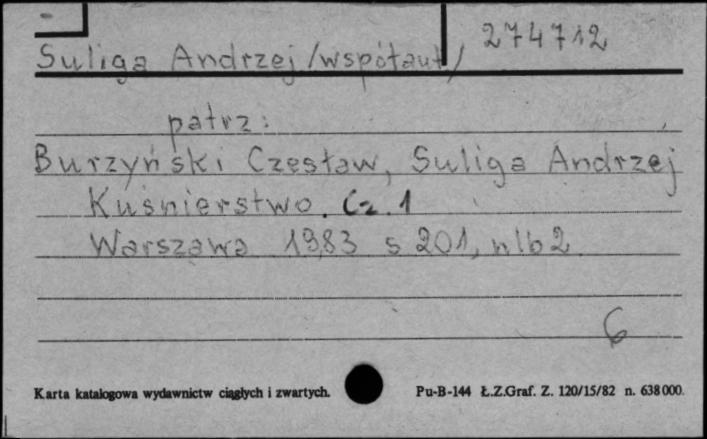 274712
Suliga Andrzej /współaut/
patrz:
Burzyński Czesław, Suliga Andrzej
Kuśnierstwo. Cz. 1
Warszawa 1983 s 201, nlb 2
6
Karta katalogowa wydawnictw ciągłych i zwartych. Pu-B-144 Ł.Z.Graf. Z. 120/15/82 n. 638000.